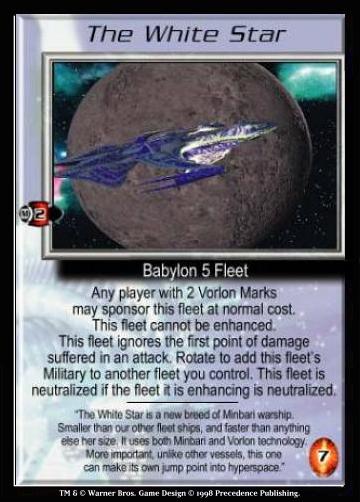 The White Star
M 2
Babylon 5 Fleet
Any player with 2 Vorlon Marks
may sponsor this fleet at normal cost.
This fleet cannot be enhanced.
This fleet ignores the first point of damage
suffered in an attack. Rotate to add this fleet's
Military to another fleet you control. This fleet is
neutralized if the fleet it is enhancing is neutralized.
"The White Star is a new breed of Minbari warship.
Smaller than our other fleet ships, and faster than anything
else her size. It uses both Minbari and Vorlon technology.
More important, unlike other vessels, this one
can make its own jump point into hyperspace."
7
TM & © Warner Bros. Game Design © 1998 Precedence Publishing.